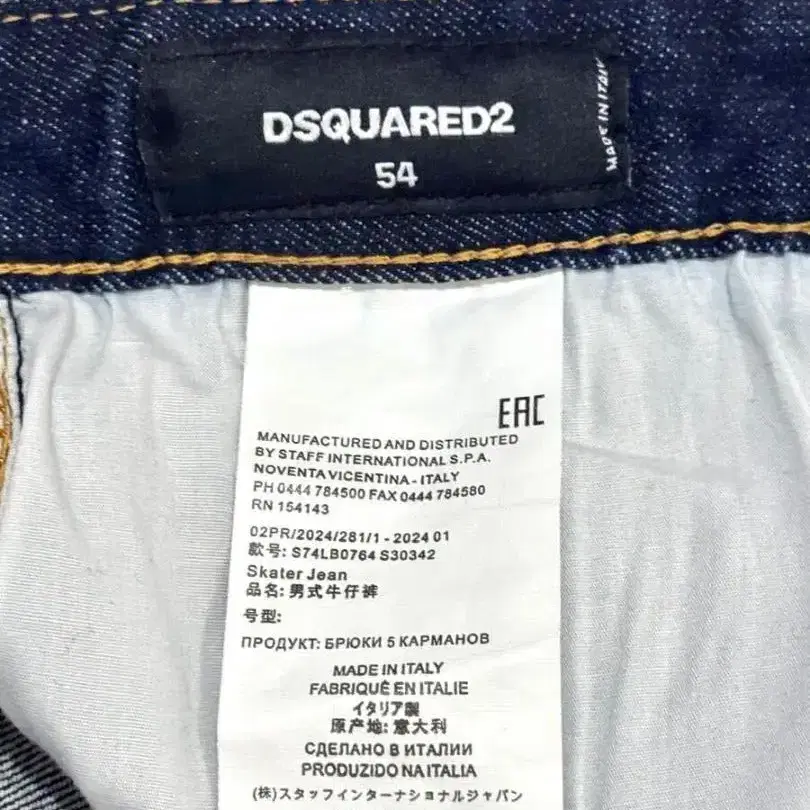 DSQUARED2
54
MADE IN ITALY
EAC
MANUFACTURED AND DISTRIBUTED
BY STAFF INTERNATIONAL S.P.A.
NOVENTA VICENTINA - ITALY
PH 0444 784500 FAX 0444 784580
RN 154143
02PR/2024/281/1 - 2024 01
款号: S74LB0764 S30342
Skater Jean
品名: 男式牛仔裤
号型:
ПРОДУКТ: БРЮКИ 5 КАРМАНОВ
MADE IN ITALY
FABRIQUÉ EN ITALIE
イタリア製
原产地: 意大利
СДЕЛАНО В ИТАЛИИ
PRODUZIDO NA ITALIA
(株)スタッフインターナショナルジャパン